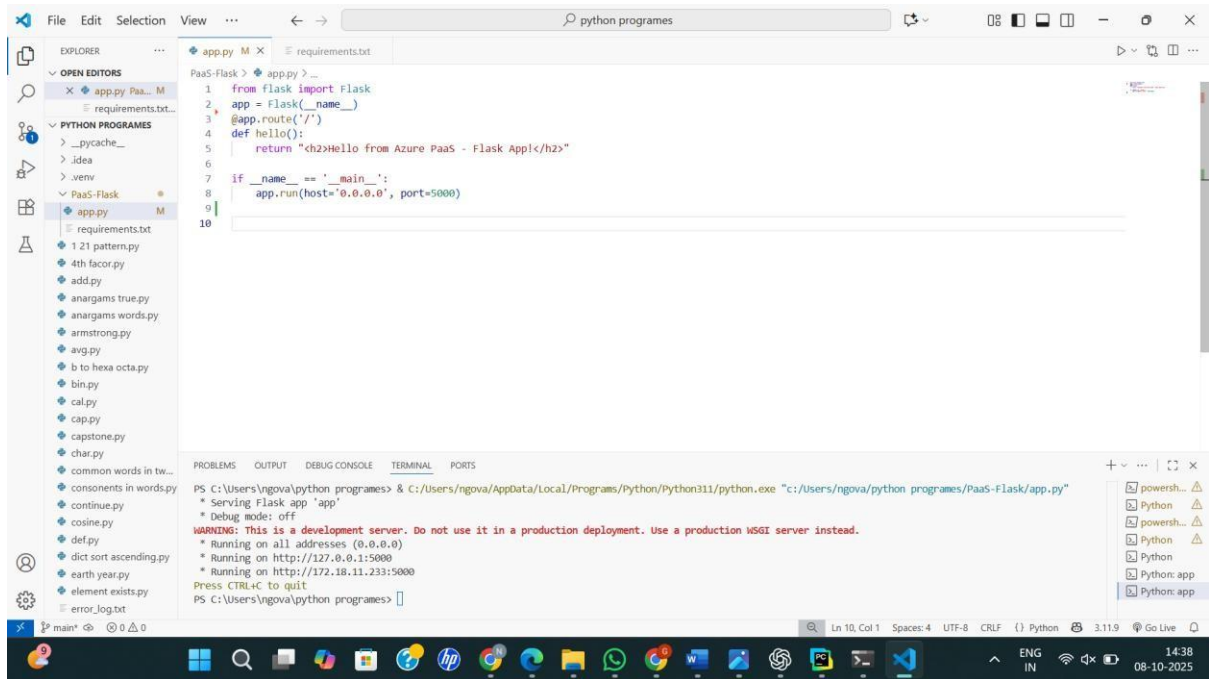 File Edit Selection View ··· python programes
EXPLORER ···
OPEN EDITORS
app.py Paa... M
requirements.txt...
PYTHON PROGRAMES
__pycache__
.idea
.venv
PaaS-Flask
app.py M
requirements.txt
1 21 pattern.py
4th facor.py
add.py
anargams true.py
anargams words.py
armstrong.py
avg.py
b to hexa octa.py
bin.py
cal.py
cap.py
capstone.py
char.py
common words in tw...
consonents in words.py
continue.py
cosine.py
def.py
dict sort ascending.py
earth year.py
element exists.py
error_log.txt
app.py M requirements.txt
PaaS-Flask > app.py > ...
1 from flask import Flask
2 app = Flask(__name__)
3 @app.route('/')
4 def hello():
5 return "<h2>Hello from Azure PaaS - Flask App!</h2>"
6
7 if __name__ == '__main__':
8 app.run(host='0.0.0.0', port=5000)
9
10
PROBLEMS OUTPUT DEBUG CONSOLE TERMINAL PORTS
PS C:\Users\ngova\python programes> & C:/Users/ngova/AppData/Local/Programs/Python/Python311/python.exe "c:/Users/ngova/python programes/PaaS-Flask/app.py"
* Serving Flask app 'app'
* Debug mode: off
WARNING: This is a development server. Do not use it in a production deployment. Use a production WSGI server instead.
* Running on all addresses (0.0.0.0)
* Running on http://127.0.0.1:5000
* Running on http://172.18.11.233:5000
Press CTRL+C to quit
PS C:\Users\ngova\python programes>
powersh...
Python
powersh...
Python
Python
Python: app
Python: app
main* 0 0 Ln 10, Col 1 Spaces: 4 UTF-8 CRLF {} Python 3.11.9 Go Live
9 ENG 14:38
IN 08-10-2025